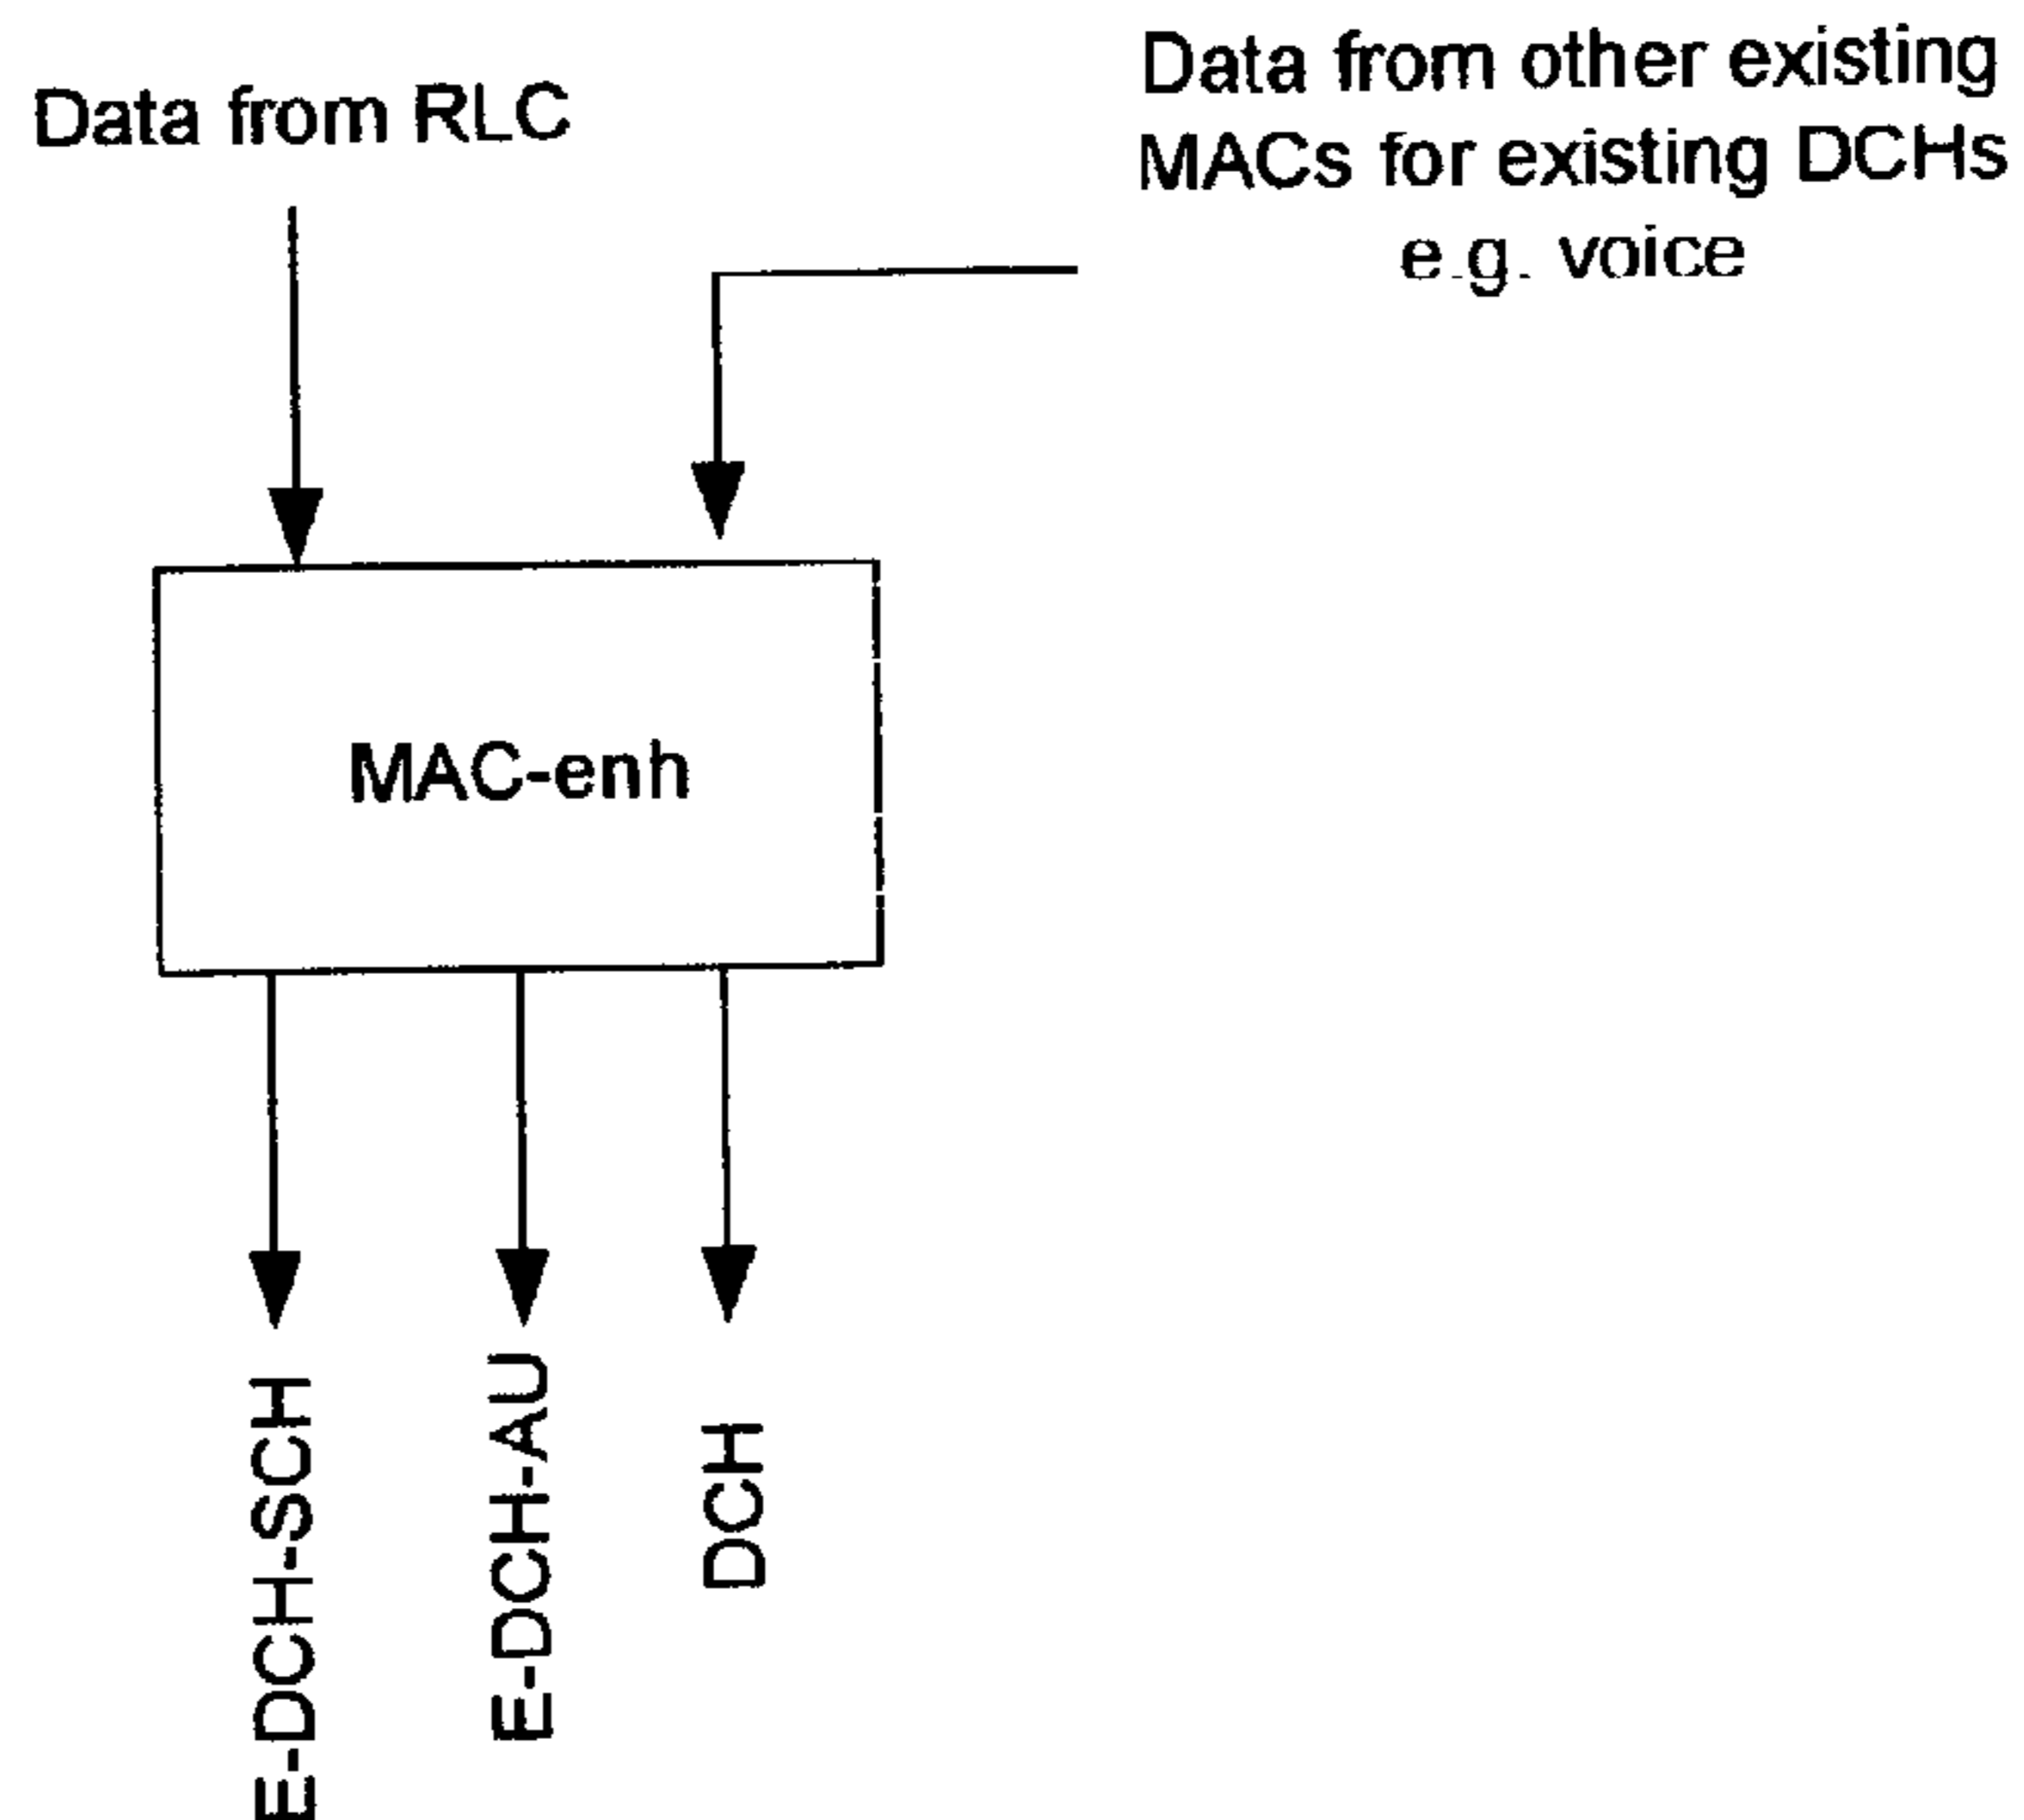 Data from RLC
Data from other existing
MACs for existing DCHs
e.g. voice
MAC-enh
E-DCH-SCH
E-DCH-AU
DCH